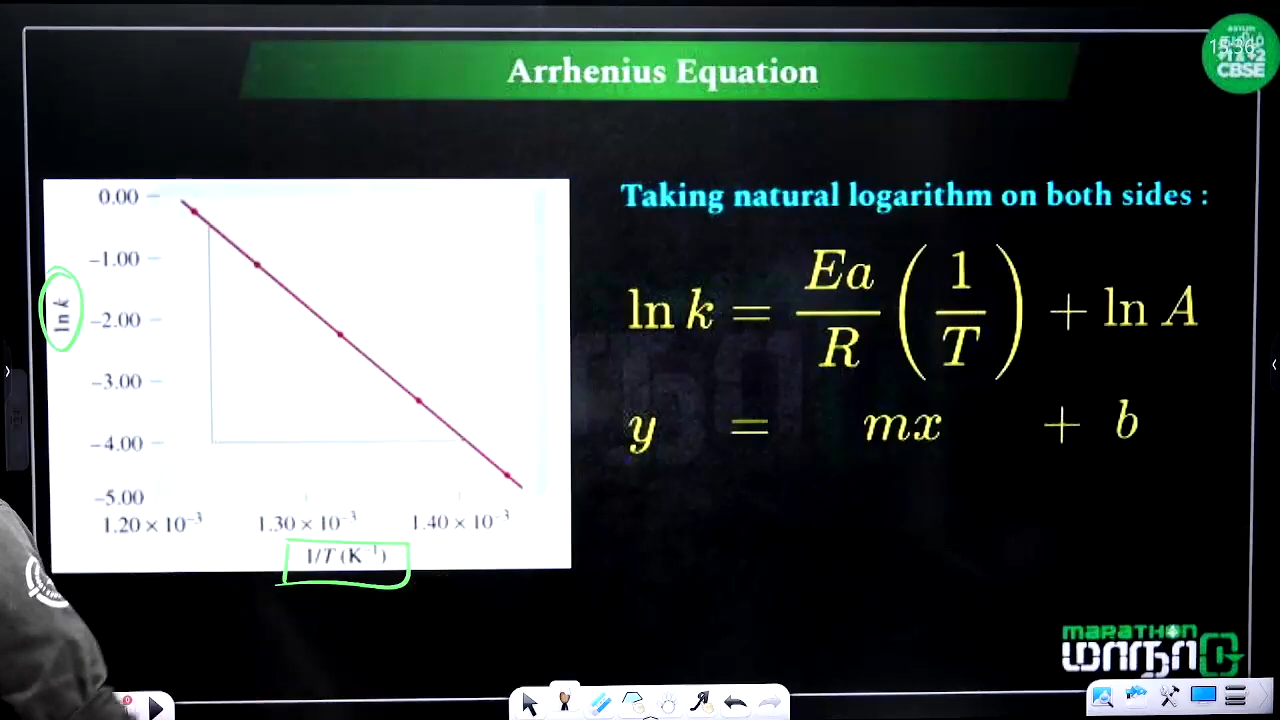 Arrhenius Equation
+1 & +2
CBSE
Taking natural logarithm on both sides :
ln k = Ea/R (1/T) + ln A
y = mx + b
0.00
−1.00
ln k
−2.00
−3.00
−4.00
-5.00
1.20 × 10⁻³ 1.30 × 10⁻³ 1.40 × 10⁻³
1/T (K⁻¹)
MARATHON